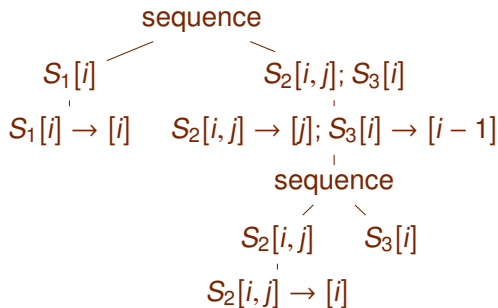 sequence
S₁[i] S₂[i, j]; S₃[i]
S₁[i] → [i] S₂[i, j] → [j]; S₃[i] → [i − 1]
sequence
S₂[i, j] S₃[i]
S₂[i, j] → [i]